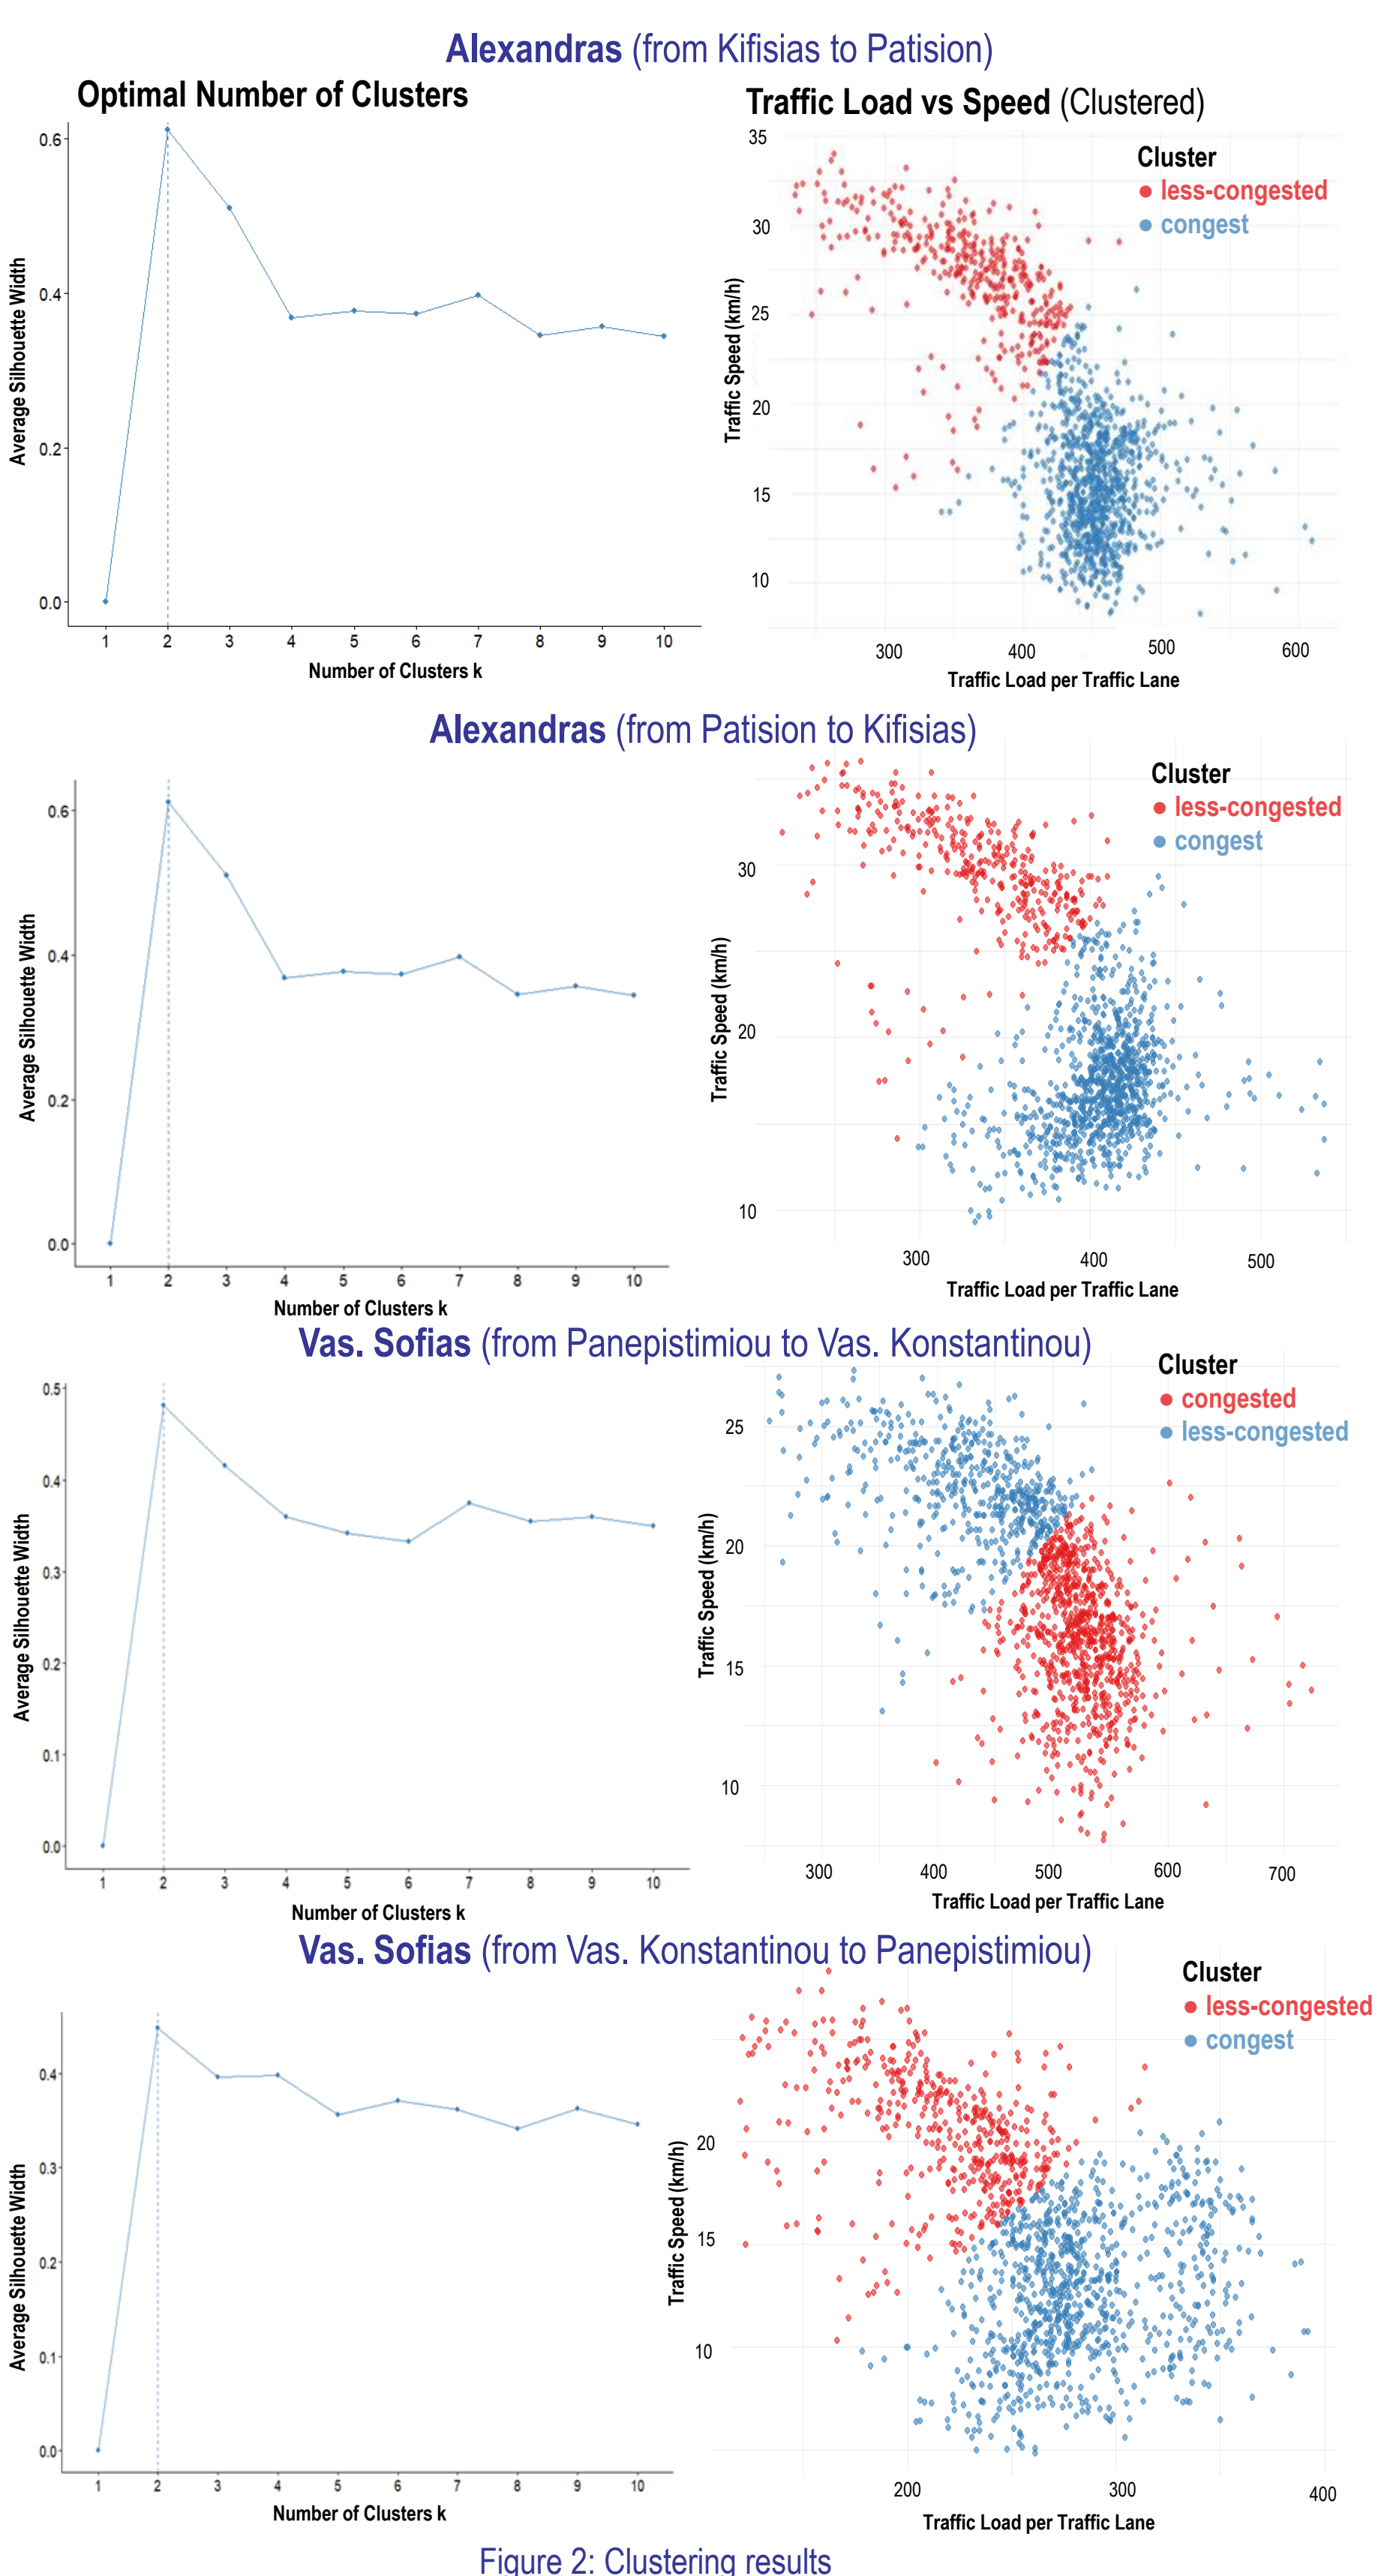 Alexandras (from Kifisias to Patision)
Optimal Number of Clusters
0.6
0.4
0.2
0.0
Average Silhouette Width
1 2 3 4 5 6 7 8 9 10
Number of Clusters k
Traffic Load vs Speed (Clustered)
35
30
25
20
15
10
Traffic Speed (km/h)
Cluster
less-congested
congest
300 400 500 600
Traffic Load per Traffic Lane
Alexandras (from Patision to Kifisias)
0.6
0.4
0.2
0.0
Average Silhouette Width
1 2 3 4 5 6 7 8 9 10
Number of Clusters k
30
20
10
Traffic Speed (km/h)
Cluster
less-congested
congest
300 400 500
Traffic Load per Traffic Lane
Vas. Sofias (from Panepistimiou to Vas. Konstantinou)
0.5
0.4
0.3
0.2
0.1
0.0
Average Silhouette Width
1 2 3 4 5 6 7 8 9 10
Number of Clusters k
25
20
15
10
Traffic Speed (km/h)
Cluster
congested
less-congested
300 400 500 600 700
Traffic Load per Traffic Lane
Vas. Sofias (from Vas. Konstantinou to Panepistimiou)
0.4
0.3
0.2
0.1
0.0
Average Silhouette Width
1 2 3 4 5 6 7 8 9 10
Number of Clusters k
20
15
10
Traffic Speed (km/h)
Cluster
less-congested
congest
200 300 400
Traffic Load per Traffic Lane
Figure 2: Clustering results